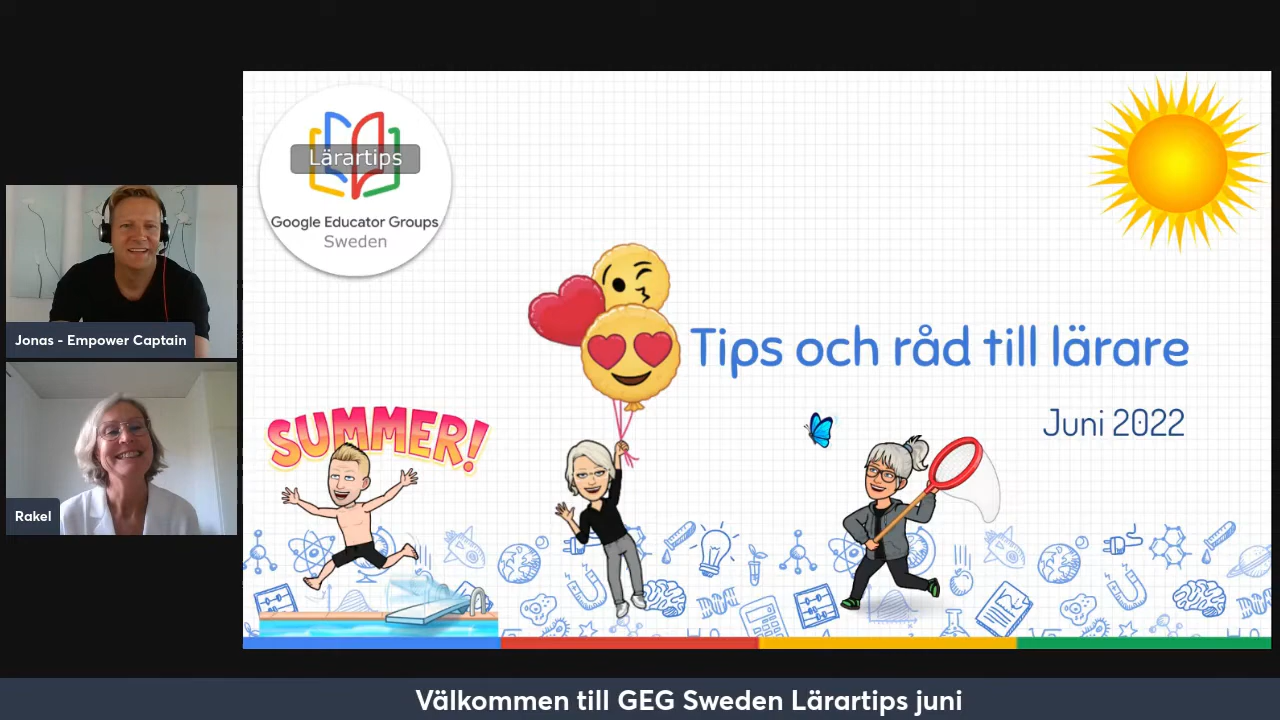 Lärartips
Google Educator Groups
Sweden
Tips och råd till lärare
Juni 2022
SUMMER!
Jonas - Empower Captain
Rakel
Välkommen till GEG Sweden Lärartips juni